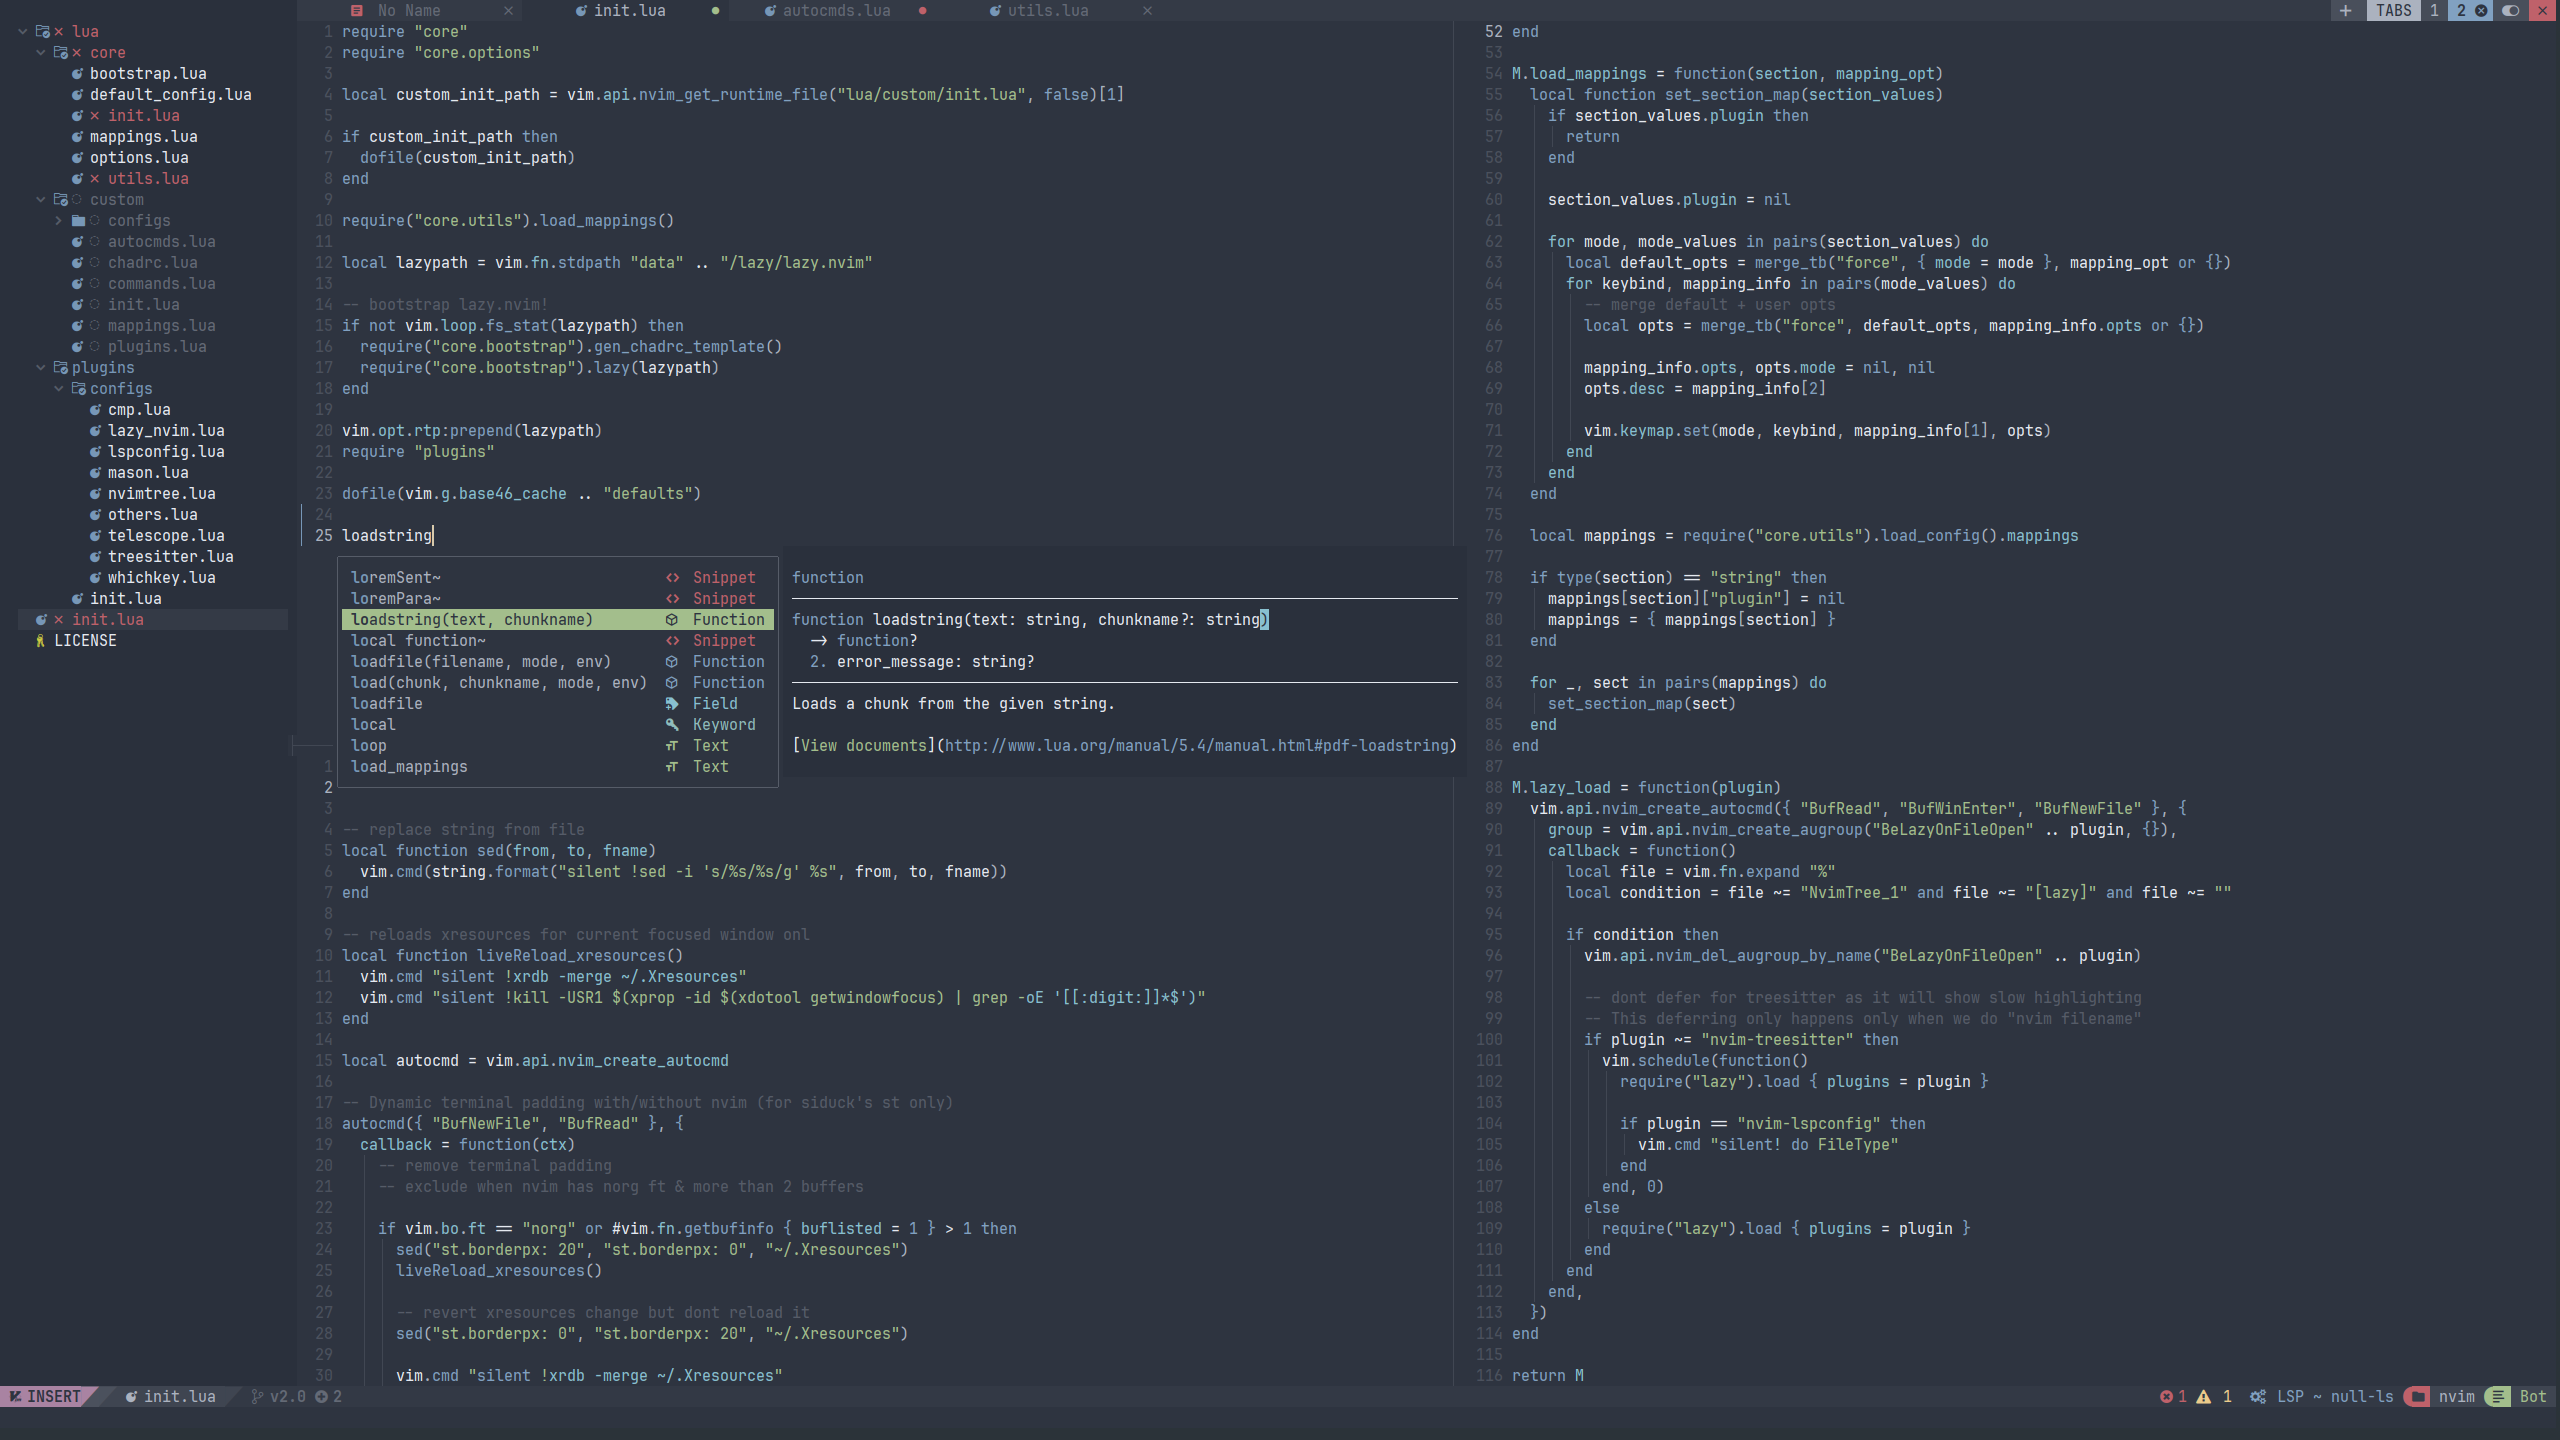 No Name
init.lua
autocmds.lua
utils.lua
TABS 1 2
lua
core
bootstrap.lua
default_config.lua
init.lua
mappings.lua
options.lua
utils.lua
custom
configs
autocmds.lua
chadrc.lua
commands.lua
init.lua
mappings.lua
plugins.lua
plugins
configs
cmp.lua
lazy_nvim.lua
lspconfig.lua
mason.lua
nvimtree.lua
others.lua
telescope.lua
treesitter.lua
whichkey.lua
init.lua
init.lua
LICENSE
1 require "core"
2 require "core.options"
3
4 local custom_init_path = vim.api.nvim_get_runtime_file("lua/custom/init.lua", false)[1]
5
6 if custom_init_path then
7   dofile(custom_init_path)
8 end
9
10 require("core.utils").load_mappings()
11
12 local lazypath = vim.fn.stdpath "data" .. "/lazy/lazy.nvim"
13
14 -- bootstrap lazy.nvim!
15 if not vim.loop.fs_stat(lazypath) then
16   require("core.bootstrap").gen_chadrc_template()
17   require("core.bootstrap").lazy(lazypath)
18 end
19
20 vim.opt.rtp:prepend(lazypath)
21 require "plugins"
22
23 dofile(vim.g.base46_cache .. "defaults")
24
25 loadstring
loremSent~ Snippet
loremPara~ Snippet
loadstring(text, chunkname) Function
local function~ Snippet
loadfile(filename, mode, env) Function
load(chunk, chunkname, mode, env) Function
loadfile Field
local Keyword
loop Text
load_mappings Text
function
function loadstring(text: string, chunkname?: string)
  -> function?
  2. error_message: string?
Loads a chunk from the given string.
[View documents](http://www.lua.org/manual/5.4/manual.html#pdf-loadstring)
1
2
3
4 -- replace string from file
5 local function sed(from, to, fname)
6   vim.cmd(string.format("silent !sed -i 's/%s/%s/g' %s", from, to, fname))
7 end
8
9 -- reloads xresources for current focused window onl
10 local function liveReload_xresources()
11   vim.cmd "silent !xrdb -merge ~/.Xresources"
12   vim.cmd "silent !kill -USR1 $(xprop -id $(xdotool getwindowfocus) | grep -oE '[[:digit:]]*$')"
13 end
14
15 local autocmd = vim.api.nvim_create_autocmd
16
17 -- Dynamic terminal padding with/without nvim (for siduck's st only)
18 autocmd({ "BufNewFile", "BufRead" }, {
19   callback = function(ctx)
20     -- remove terminal padding
21     -- exclude when nvim has norg ft & more than 2 buffers
22
23     if vim.bo.ft == "norg" or #vim.fn.getbufinfo { buflisted = 1 } > 1 then
24       sed("st.borderpx: 20", "st.borderpx: 0", "~/.Xresources")
25       liveReload_xresources()
26
27       -- revert xresources change but dont reload it
28       sed("st.borderpx: 0", "st.borderpx: 20", "~/.Xresources")
29
30       vim.cmd "silent !xrdb -merge ~/.Xresources"
52 end
53
54 M.load_mappings = function(section, mapping_opt)
55   local function set_section_map(section_values)
56     if section_values.plugin then
57       return
58     end
59
60     section_values.plugin = nil
61
62     for mode, mode_values in pairs(section_values) do
63       local default_opts = merge_tb("force", { mode = mode }, mapping_opt or {})
64       for keybind, mapping_info in pairs(mode_values) do
65         -- merge default + user opts
66         local opts = merge_tb("force", default_opts, mapping_info.opts or {})
67
68         mapping_info.opts, opts.mode = nil, nil
69         opts.desc = mapping_info[2]
70
71         vim.keymap.set(mode, keybind, mapping_info[1], opts)
72       end
73     end
74   end
75
76   local mappings = require("core.utils").load_config().mappings
77
78   if type(section) == "string" then
79     mappings[section]["plugin"] = nil
80     mappings = { mappings[section] }
81   end
82
83   for _, sect in pairs(mappings) do
84     set_section_map(sect)
85   end
86 end
87
88 M.lazy_load = function(plugin)
89   vim.api.nvim_create_autocmd({ "BufRead", "BufWinEnter", "BufNewFile" }, {
90     group = vim.api.nvim_create_augroup("BeLazyOnFileOpen" .. plugin, {}),
91     callback = function()
92       local file = vim.fn.expand "%"
93       local condition = file ~= "NvimTree_1" and file ~= "[lazy]" and file ~= ""
94
95       if condition then
96         vim.api.nvim_del_augroup_by_name("BeLazyOnFileOpen" .. plugin)
97
98         -- dont defer for treesitter as it will show slow highlighting
99         -- This deferring only happens only when we do "nvim filename"
100         if plugin ~= "nvim-treesitter" then
101           vim.schedule(function()
102             require("lazy").load { plugins = plugin }
103
104             if plugin == "nvim-lspconfig" then
105               vim.cmd "silent! do FileType"
106             end
107           end, 0)
108         else
109           require("lazy").load { plugins = plugin }
110         end
111       end
112     end,
113   })
114 end
115
116 return M
INSERT init.lua v2.0 2
1 1 LSP ~ null-ls nvim Bot